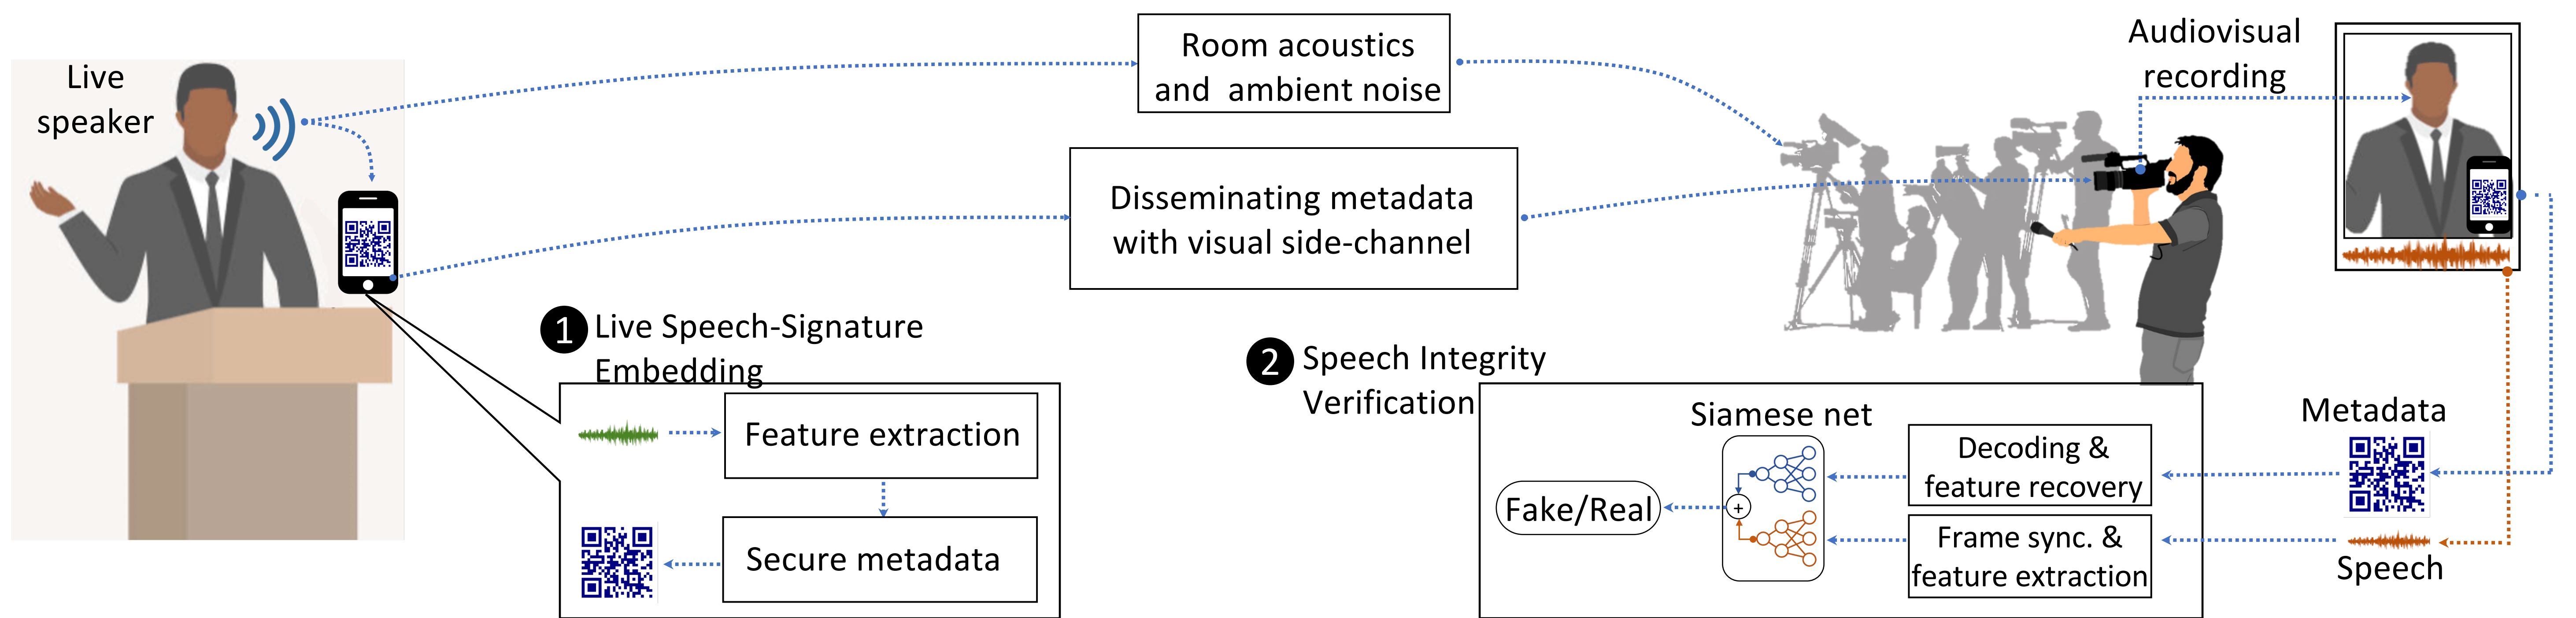 Live
speaker
Room acoustics
and ambient noise
Disseminating metadata
with visual side-channel
Audiovisual
recording
1 Live Speech-Signature
Embedding
Feature extraction
Secure metadata
2 Speech Integrity
Verification
Siamese net
Fake/Real
+
Decoding &
feature recovery
Frame sync. &
feature extraction
Metadata
Speech